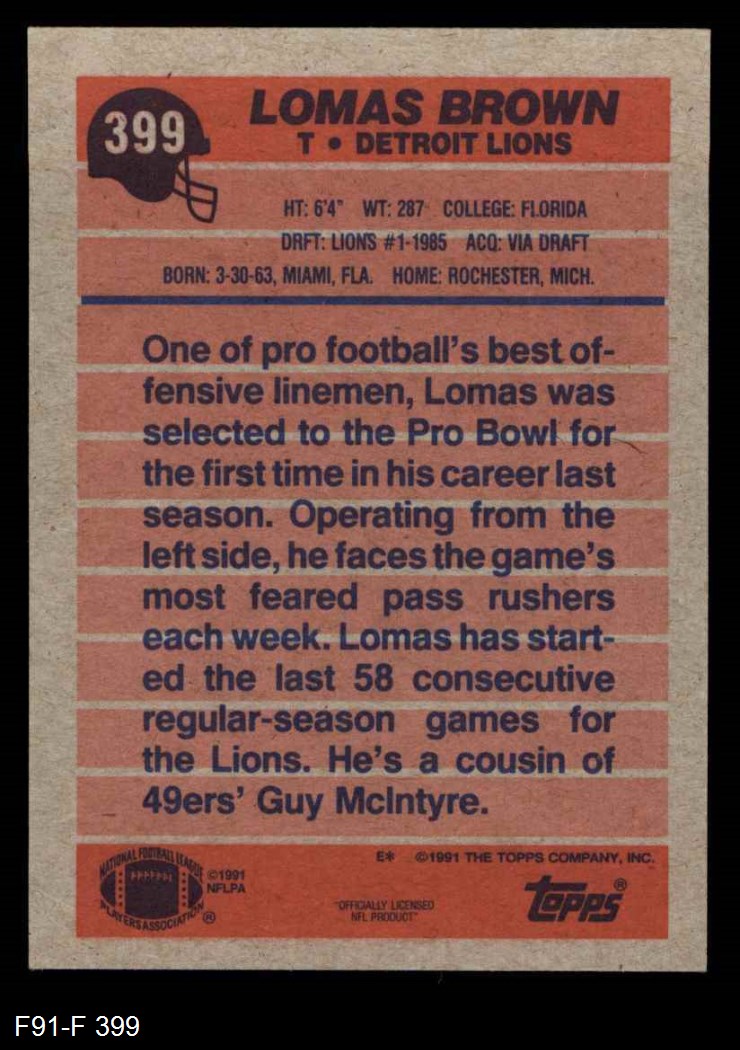 399
LOMAS BROWN
T • DETROIT LIONS
HT: 6'4" WT: 287 COLLEGE: FLORIDA
DRFT: LIONS #1-1985 ACQ: VIA DRAFT
BORN: 3-30-63, MIAMI, FLA. HOME: ROCHESTER, MICH.
One of pro football's best of-
fensive linemen, Lomas was
selected to the Pro Bowl for
the first time in his career last
season. Operating from the
left side, he faces the game's
most feared pass rushers
each week. Lomas has start-
ed the last 58 consecutive
regular-season games for
the Lions. He's a cousin of
49ers' Guy McIntyre.
NATIONAL FOOTBALL LEAGUE
PLAYERS ASSOCIATION ®
©1991
NFLPA
E* ©1991 THE TOPPS COMPANY, INC.
"OFFICIALLY LICENSED
NFL PRODUCT"
topps®
F91-F 399